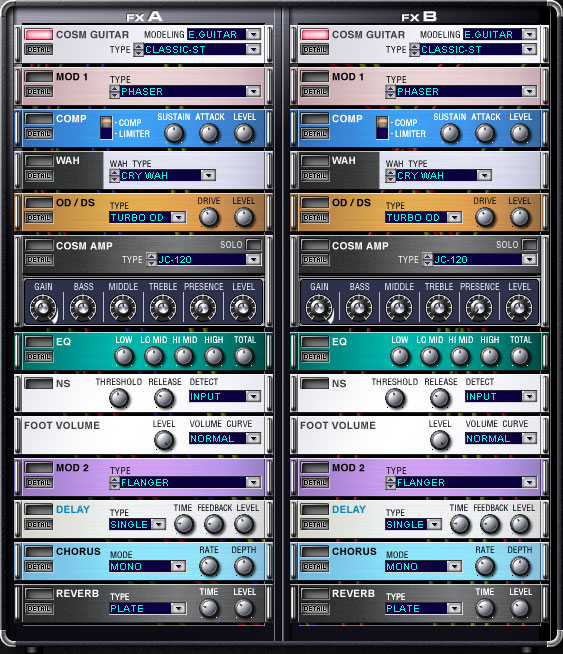 FX A
COSM GUITAR MODELING E.GUITAR
DETAIL TYPE CLASSIC-ST
MOD 1 TYPE
DETAIL PHASER
COMP -COMP SUSTAIN ATTACK LEVEL
DETAIL -LIMITER
WAH WAH TYPE
DETAIL CRY WAH
OD / DS TYPE DRIVE LEVEL
DETAIL TURBO OD
COSM AMP SOLO
DETAIL TYPE JC-120
GAIN BASS MIDDLE TREBLE PRESENCE LEVEL
EQ LOW LO MID HI MID HIGH TOTAL
DETAIL
NS THRESHOLD RELEASE DETECT
INPUT
FOOT VOLUME LEVEL VOLUME CURVE
NORMAL
MOD 2 TYPE
DETAIL FLANGER
DELAY TYPE TIME FEEDBACK LEVEL
DETAIL SINGLE
CHORUS MODE RATE DEPTH
DETAIL MONO
REVERB TYPE TIME LEVEL
DETAIL PLATE
FX B
COSM GUITAR MODELING E.GUITAR
DETAIL TYPE CLASSIC-ST
MOD 1 TYPE
DETAIL PHASER
COMP -COMP SUSTAIN ATTACK LEVEL
DETAIL -LIMITER
WAH WAH TYPE
DETAIL CRY WAH
OD / DS TYPE DRIVE LEVEL
DETAIL TURBO OD
COSM AMP SOLO
DETAIL TYPE JC-120
GAIN BASS MIDDLE TREBLE PRESENCE LEVEL
EQ LOW LO MID HI MID HIGH TOTAL
DETAIL
NS THRESHOLD RELEASE DETECT
INPUT
FOOT VOLUME LEVEL VOLUME CURVE
NORMAL
MOD 2 TYPE
DETAIL FLANGER
DELAY TYPE TIME FEEDBACK LEVEL
DETAIL SINGLE
CHORUS MODE RATE DEPTH
DETAIL MONO
REVERB TYPE TIME LEVEL
DETAIL PLATE